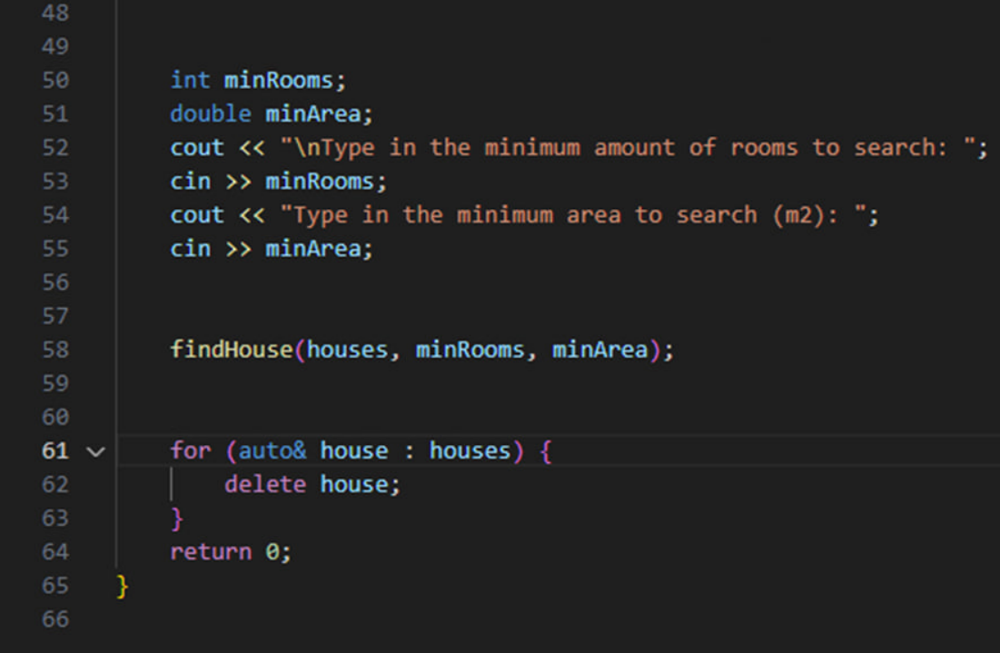 48
49
50 int minRooms;
51 double minArea;
52 cout << "\nType in the minimum amount of rooms to search: ";
53 cin >> minRooms;
54 cout << "Type in the minimum area to search (m2): ";
55 cin >> minArea;
56
57
58 findHouse(houses, minRooms, minArea);
59
60
61 for (auto& house : houses) {
62 delete house;
63 }
64 return 0;
65 }
66